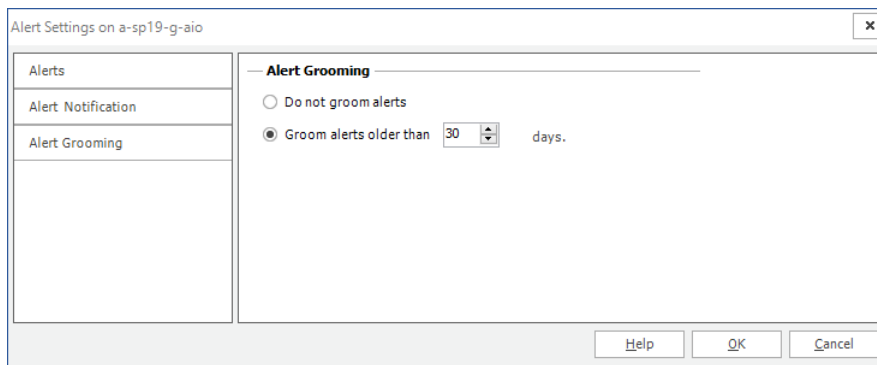 Alert Settings on a-sp19-g-aio
Alerts
Alert Notification
Alert Grooming
Alert Grooming
Do not groom alerts
Groom alerts older than 30 days.
Help OK Cancel